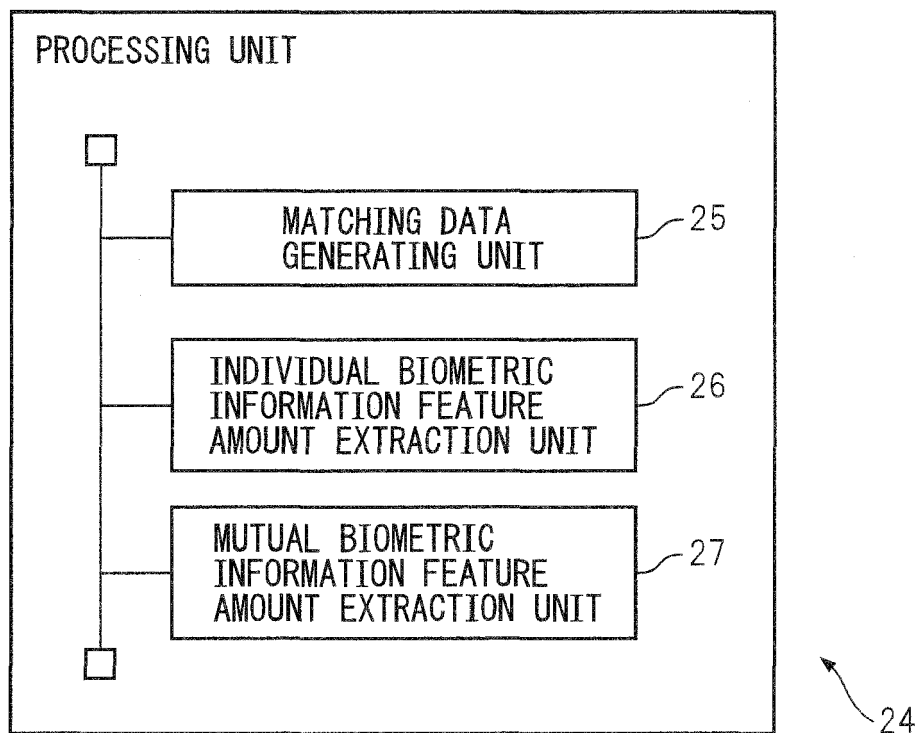 PROCESSING UNIT
MATCHING DATA
GENERATING UNIT
25
INDIVIDUAL BIOMETRIC
INFORMATION FEATURE
AMOUNT EXTRACTION UNIT
26
MUTUAL BIOMETRIC
INFORMATION FEATURE
AMOUNT EXTRACTION UNIT
27
24